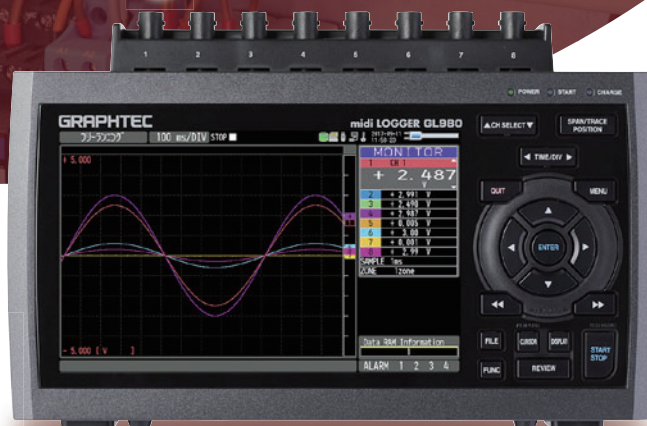 1 2 3 4 5 6 7 8
POWER START CHARGE
GRAPHTEC
midi LOGGER GL980
▲CH SELECT▼
SPAN/TRACE
POSITION
フリーランニング 100 ms/DIV STOP
◀ TIME/DIV ▶
+ 5.000
MONITOR
1 CH 1
+ 2.487
V
2 + 2.991 V
3 + 2.490 V
4 + 2.987 V
5 + 0.005 V
6 + 3.00 V
7 + 0.001 V
8 + 2.99 V
SAMPLE 1ms
ZONE 1zone
- 5.000 [ V ]
Data RAM Information
ALARM 1 2 3 4
QUIT
MENU
ENTER
FILE
CURSOR
DISPLAY
START
STOP
FUNC
REVIEW